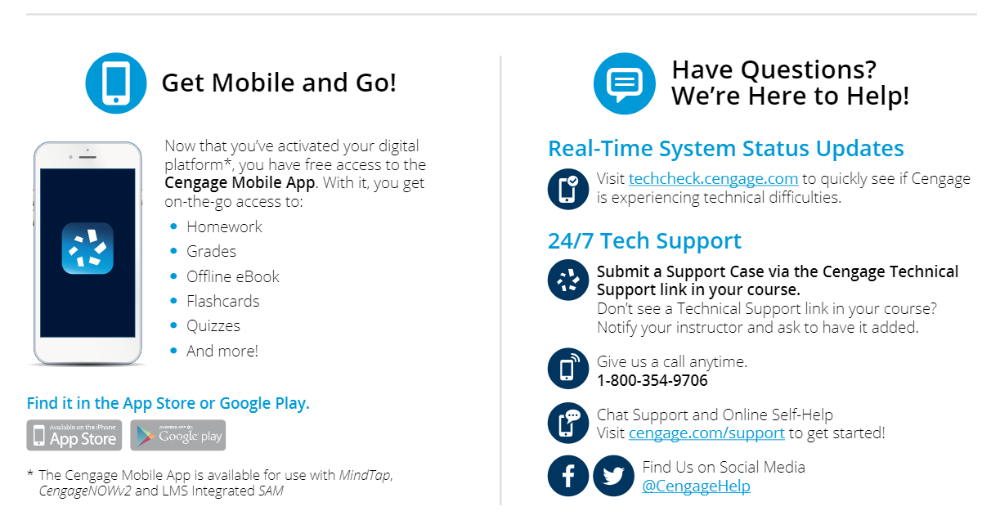 Get Mobile and Go!
Now that you've activated your digital
platform*, you have free access to the
Cengage Mobile App. With it, you get
on-the-go access to:
• Homework
• Grades
• Offline eBook
• Flashcards
• Quizzes
• And more!
Find it in the App Store or Google Play.
Available on the iPhone
App Store
ANDROID APP ON
Google play
* The Cengage Mobile App is available for use with MindTap,
CengageNOWv2 and LMS Integrated SAM
Have Questions?
We're Here to Help!
Real-Time System Status Updates
Visit techcheck.cengage.com to quickly see if Cengage
is experiencing technical difficulties.
24/7 Tech Support
Submit a Support Case via the Cengage Technical
Support link in your course.
Don't see a Technical Support link in your course?
Notify your instructor and ask to have it added.
Give us a call anytime.
1-800-354-9706
Chat Support and Online Self-Help
Visit cengage.com/support to get started!
Find Us on Social Media
@CengageHelp